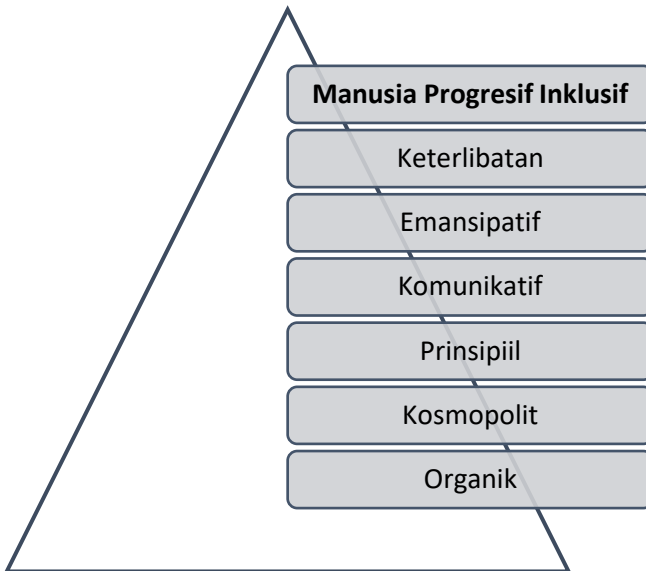 Manusia Progresif Inklusif
Keterlibatan
Emansipatif
Komunikatif
Prinsipiil
Kosmopolit
Organik